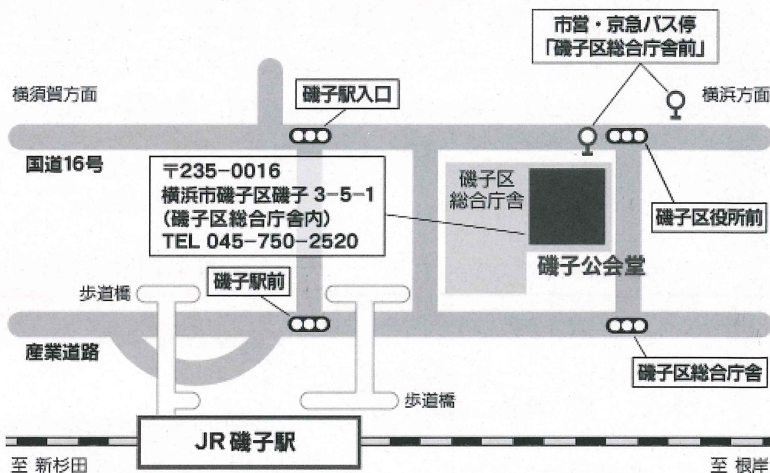 市営・京急バス停
「磯子区総合庁舎前」
横須賀方面
磯子駅入口
横浜方面
国道16号
〒235-0016
横浜市磯子区磯子 3-5-1
(磯子区総合庁舎内)
TEL 045-750-2520
磯子区
総合庁舎
磯子区役所前
磯子公会堂
歩道橋
磯子駅前
産業道路
磯子区総合庁舎
歩道橋
JR磯子駅
至 新杉田
至 根岸